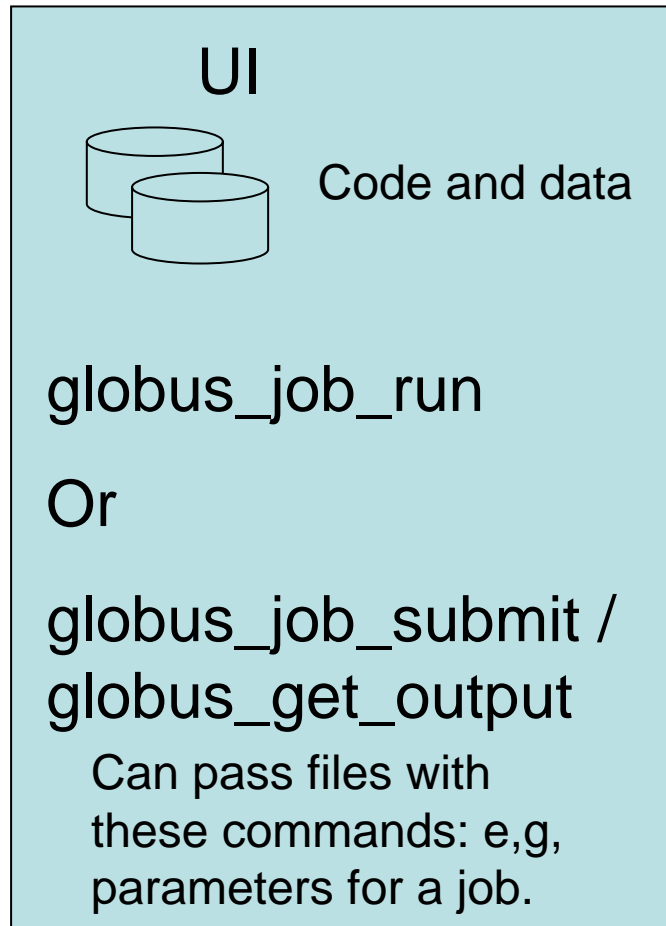 UI
Code and data
globus_job_run
Or
globus_job_submit /
globus_get_output
Can pass files with
these commands: e,g,
parameters for a job.